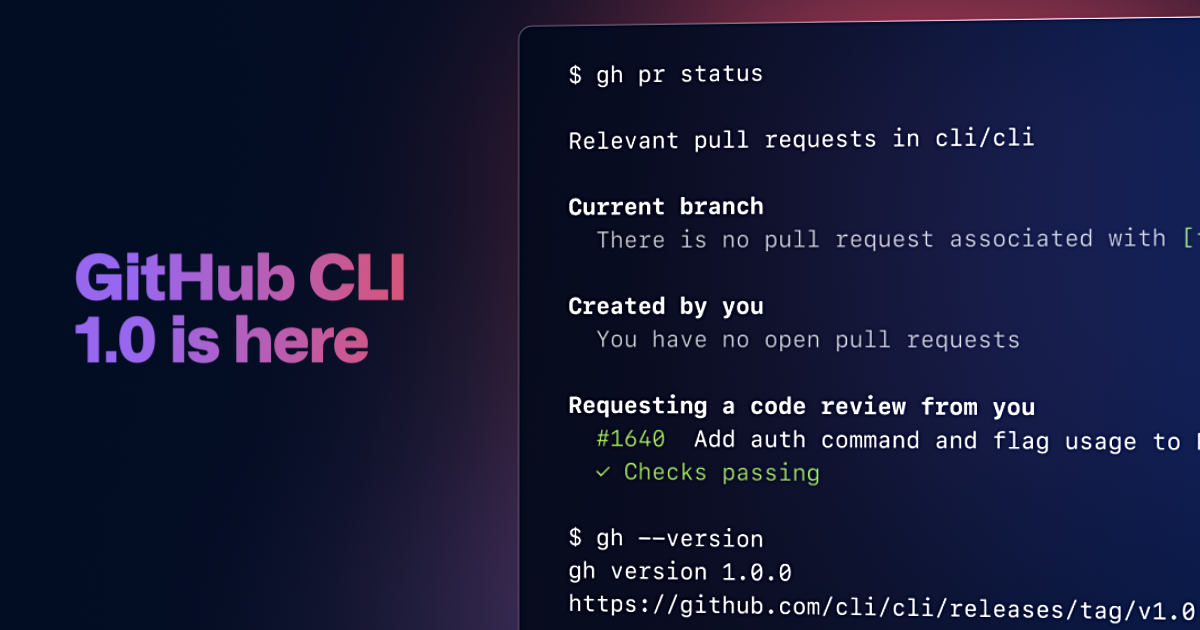 GitHub CLI
1.0 is here
$ gh pr status
Relevant pull requests in cli/cli
Current branch
There is no pull request associated with [
Created by you
You have no open pull requests
Requesting a code review from you
#1640 Add auth command and flag usage to
✓ Checks passing
$ gh --version
gh version 1.0.0
https://github.com/cli/cli/releases/tag/v1.0